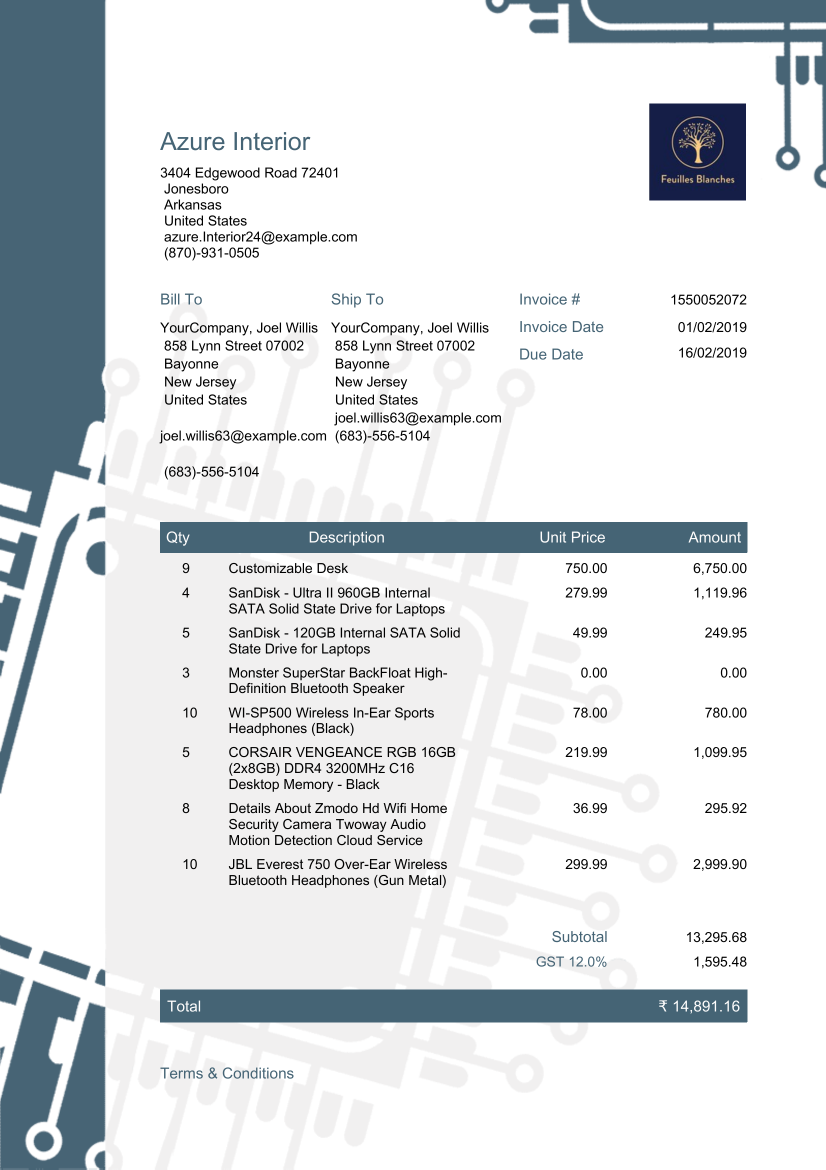 Azure Interior
Feuilles Blanches
3404 Edgewood Road 72401
Jonesboro
Arkansas
United States
azure.Interior24@example.com
(870)-931-0505
Bill To
YourCompany, Joel Willis
858 Lynn Street 07002
Bayonne
New Jersey
United States
joel.willis63@example.com
(683)-556-5104
Ship To
YourCompany, Joel Willis
858 Lynn Street 07002
Bayonne
New Jersey
United States
joel.willis63@example.com
(683)-556-5104
Invoice # 1550052072
Invoice Date 01/02/2019
Due Date 16/02/2019
Qty Description Unit Price Amount
9 Customizable Desk 750.00 6,750.00
4 SanDisk - Ultra II 960GB Internal 279.99 1,119.96
SATA Solid State Drive for Laptops
5 SanDisk - 120GB Internal SATA Solid 49.99 249.95
State Drive for Laptops
3 Monster SuperStar BackFloat High- 0.00 0.00
Definition Bluetooth Speaker
10 WI-SP500 Wireless In-Ear Sports 78.00 780.00
Headphones (Black)
5 CORSAIR VENGEANCE RGB 16GB 219.99 1,099.95
(2x8GB) DDR4 3200MHz C16
Desktop Memory - Black
8 Details About Zmodo Hd Wifi Home 36.99 295.92
Security Camera Twoway Audio
Motion Detection Cloud Service
10 JBL Everest 750 Over-Ear Wireless 299.99 2,999.90
Bluetooth Headphones (Gun Metal)
Subtotal 13,295.68
GST 12.0% 1,595.48
Total ₹ 14,891.16
Terms & Conditions